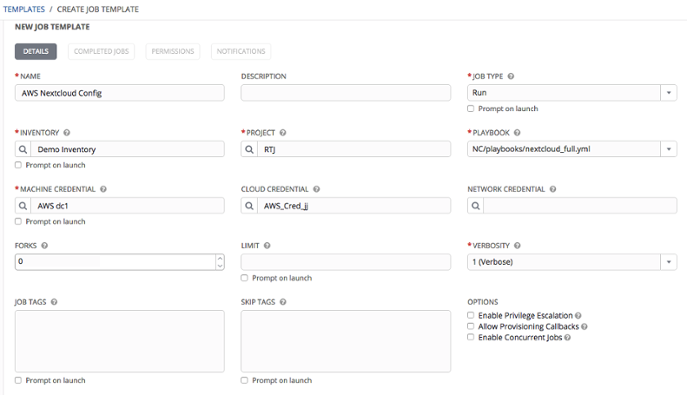 TEMPLATES / CREATE JOB TEMPLATE
NEW JOB TEMPLATE
DETAILS COMPLETED JOBS PERMISSIONS NOTIFICATIONS
* NAME DESCRIPTION * JOB TYPE ?
AWS Nextcloud Config Run
Prompt on launch
* INVENTORY ? * PROJECT ? * PLAYBOOK ?
Demo Inventory RTJ NC/playbooks/nextcloud_full.yml
Prompt on launch
* MACHINE CREDENTIAL ? CLOUD CREDENTIAL ? NETWORK CREDENTIAL ?
AWS dc1 AWS_Cred_jj
Prompt on launch
FORKS ? LIMIT ? * VERBOSITY ?
0 1 (Verbose)
Prompt on launch
JOB TAGS ? SKIP TAGS ? OPTIONS
Enable Privilege Escalation ?
Allow Provisioning Callbacks ?
Enable Concurrent Jobs ?
Prompt on launch Prompt on launch